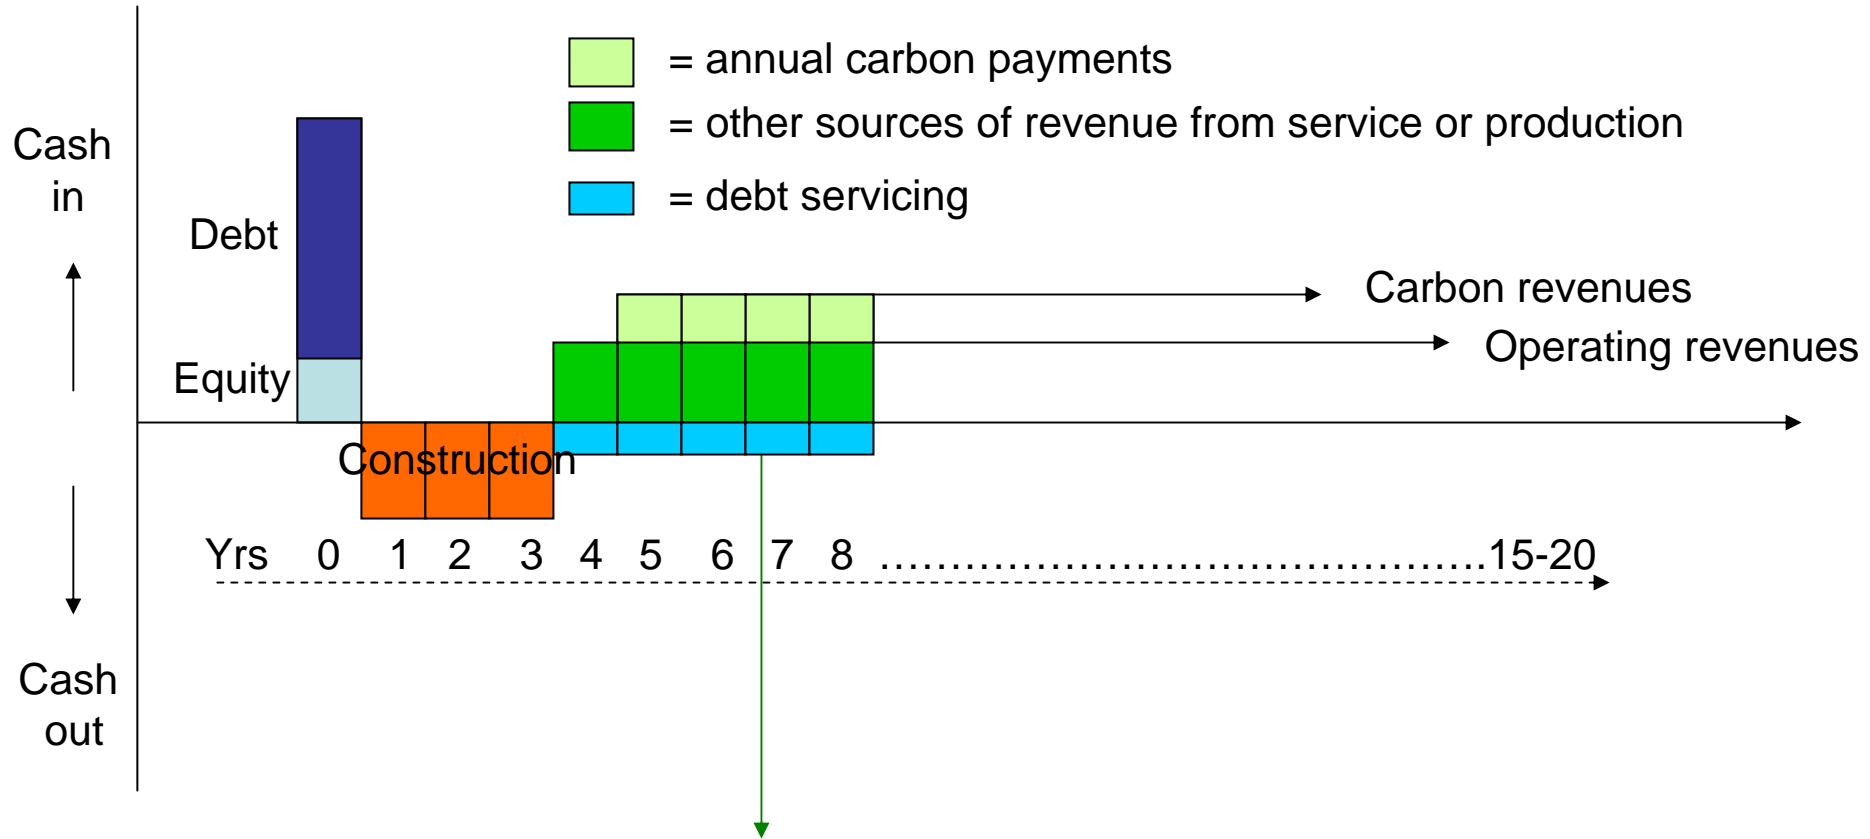 = annual carbon payments
= other sources of revenue from service or production
= debt servicing
Cash
in
Debt
Equity
Carbon revenues
Operating revenues
Construction
Yrs 0 1 2 3 4 5 6 7 8 ...........................................15-20
Cash
out